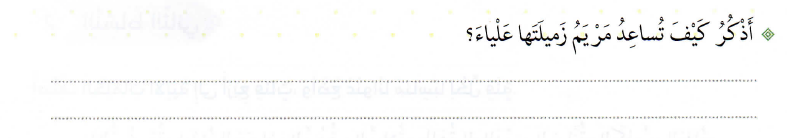 أَذْكُرُ كَيْفَ تُساعِدُ مَرْيَمُ زَميلَتَها عَلْياءَ؟